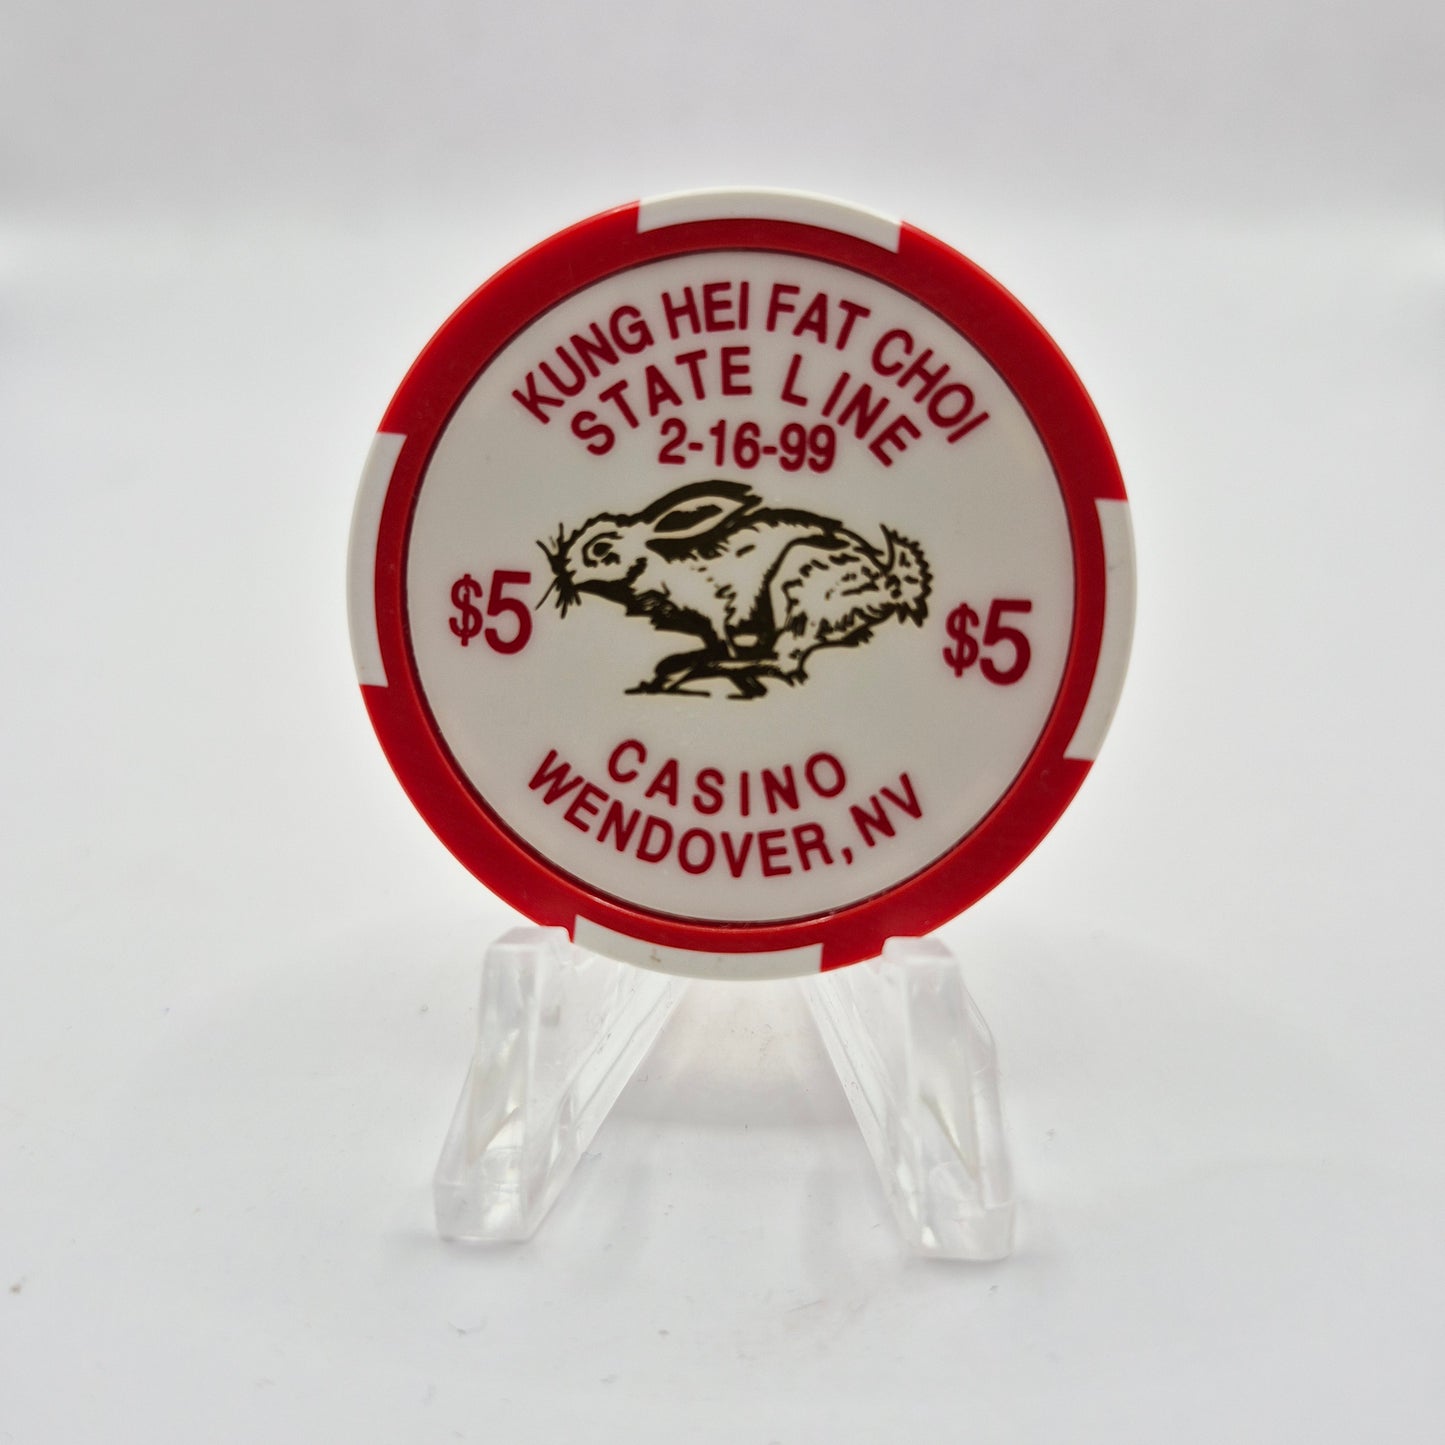 KUNG HEI FAT CHOI
STATE LINE
2-16-99
$5 $5
CASINO
WENDOVER, NV